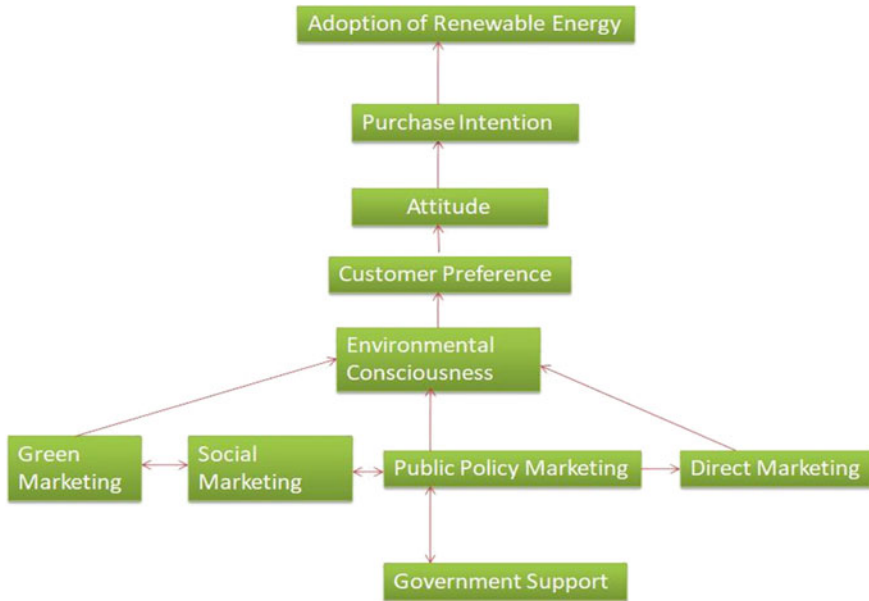 Adoption of Renewable Energy
Purchase Intention
Attitude
Customer Preference
Environmental
Consciousness
Green
Marketing
Social
Marketing
Public Policy Marketing
Direct Marketing
Government Support